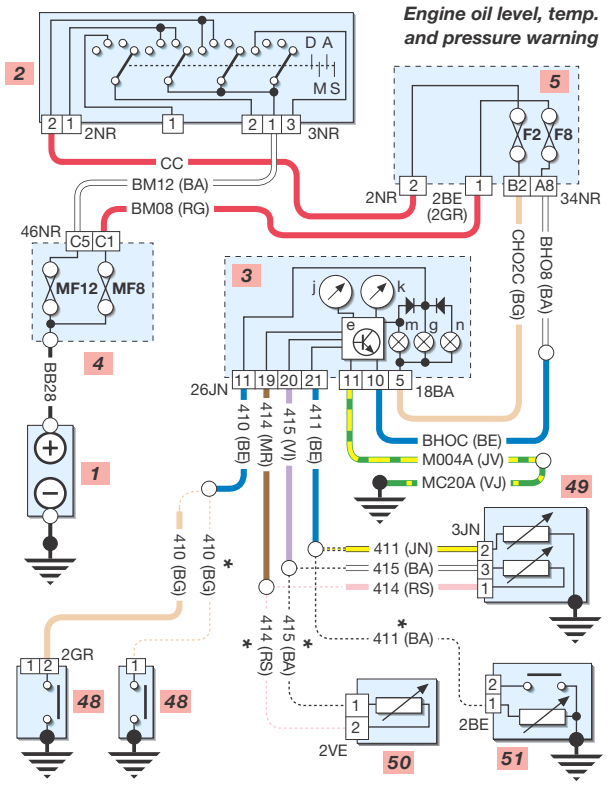 Engine oil level, temp.
and pressure warning
2
D A
M S
2 1 2NR
1
2 1 3 3NR
5
F2 F8
CC
BM12 (BA)
BM08 (RG)
2NR 2
2BE 1
(2GR)
B2 A8 34NR
46NR
C5 C1
MF12 MF8
4
BB28
+
−
1
3
j k
e m g n
26JN 11 19 20 21
11 10 5 18BA
CHO2C (BG)
BHO8 (BA)
410 (BE)
414 (MR)
415 (VI)
411 (BE)
BHOC (BE)
M004A (JV)
MC20A (VJ)
49
3JN
411 (JN) 2
415 (BA) 3
414 (RS) 1
410 (BG)
410 (BG) *
* 414 (RS)
415 (BA) *
*
411 (BA)
1 2 2GR
48
1
48
1
2
2VE
50
2
1
2BE
51